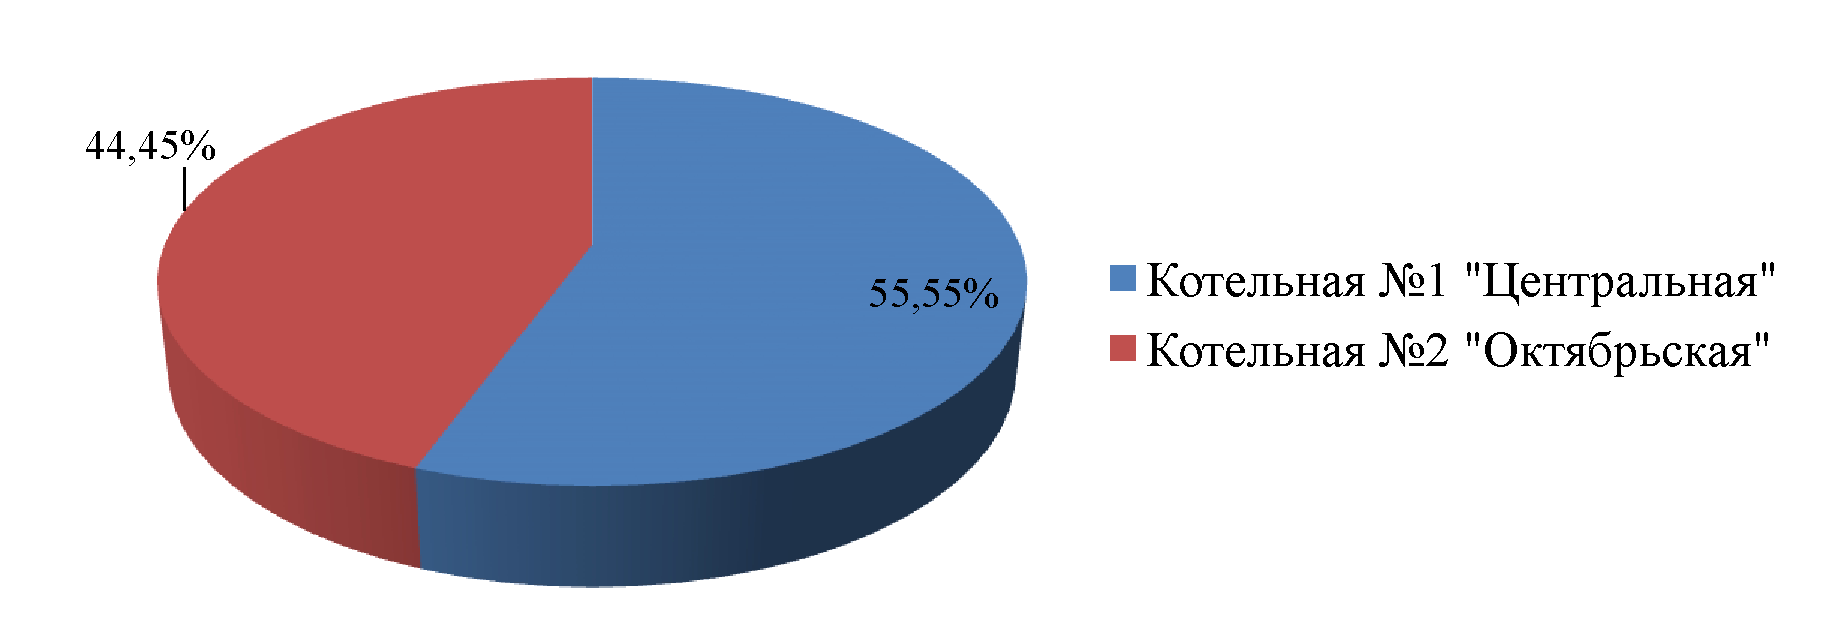 44,45%
55,55%
Котельная №1 "Центральная"
Котельная №2 "Октябрьская"